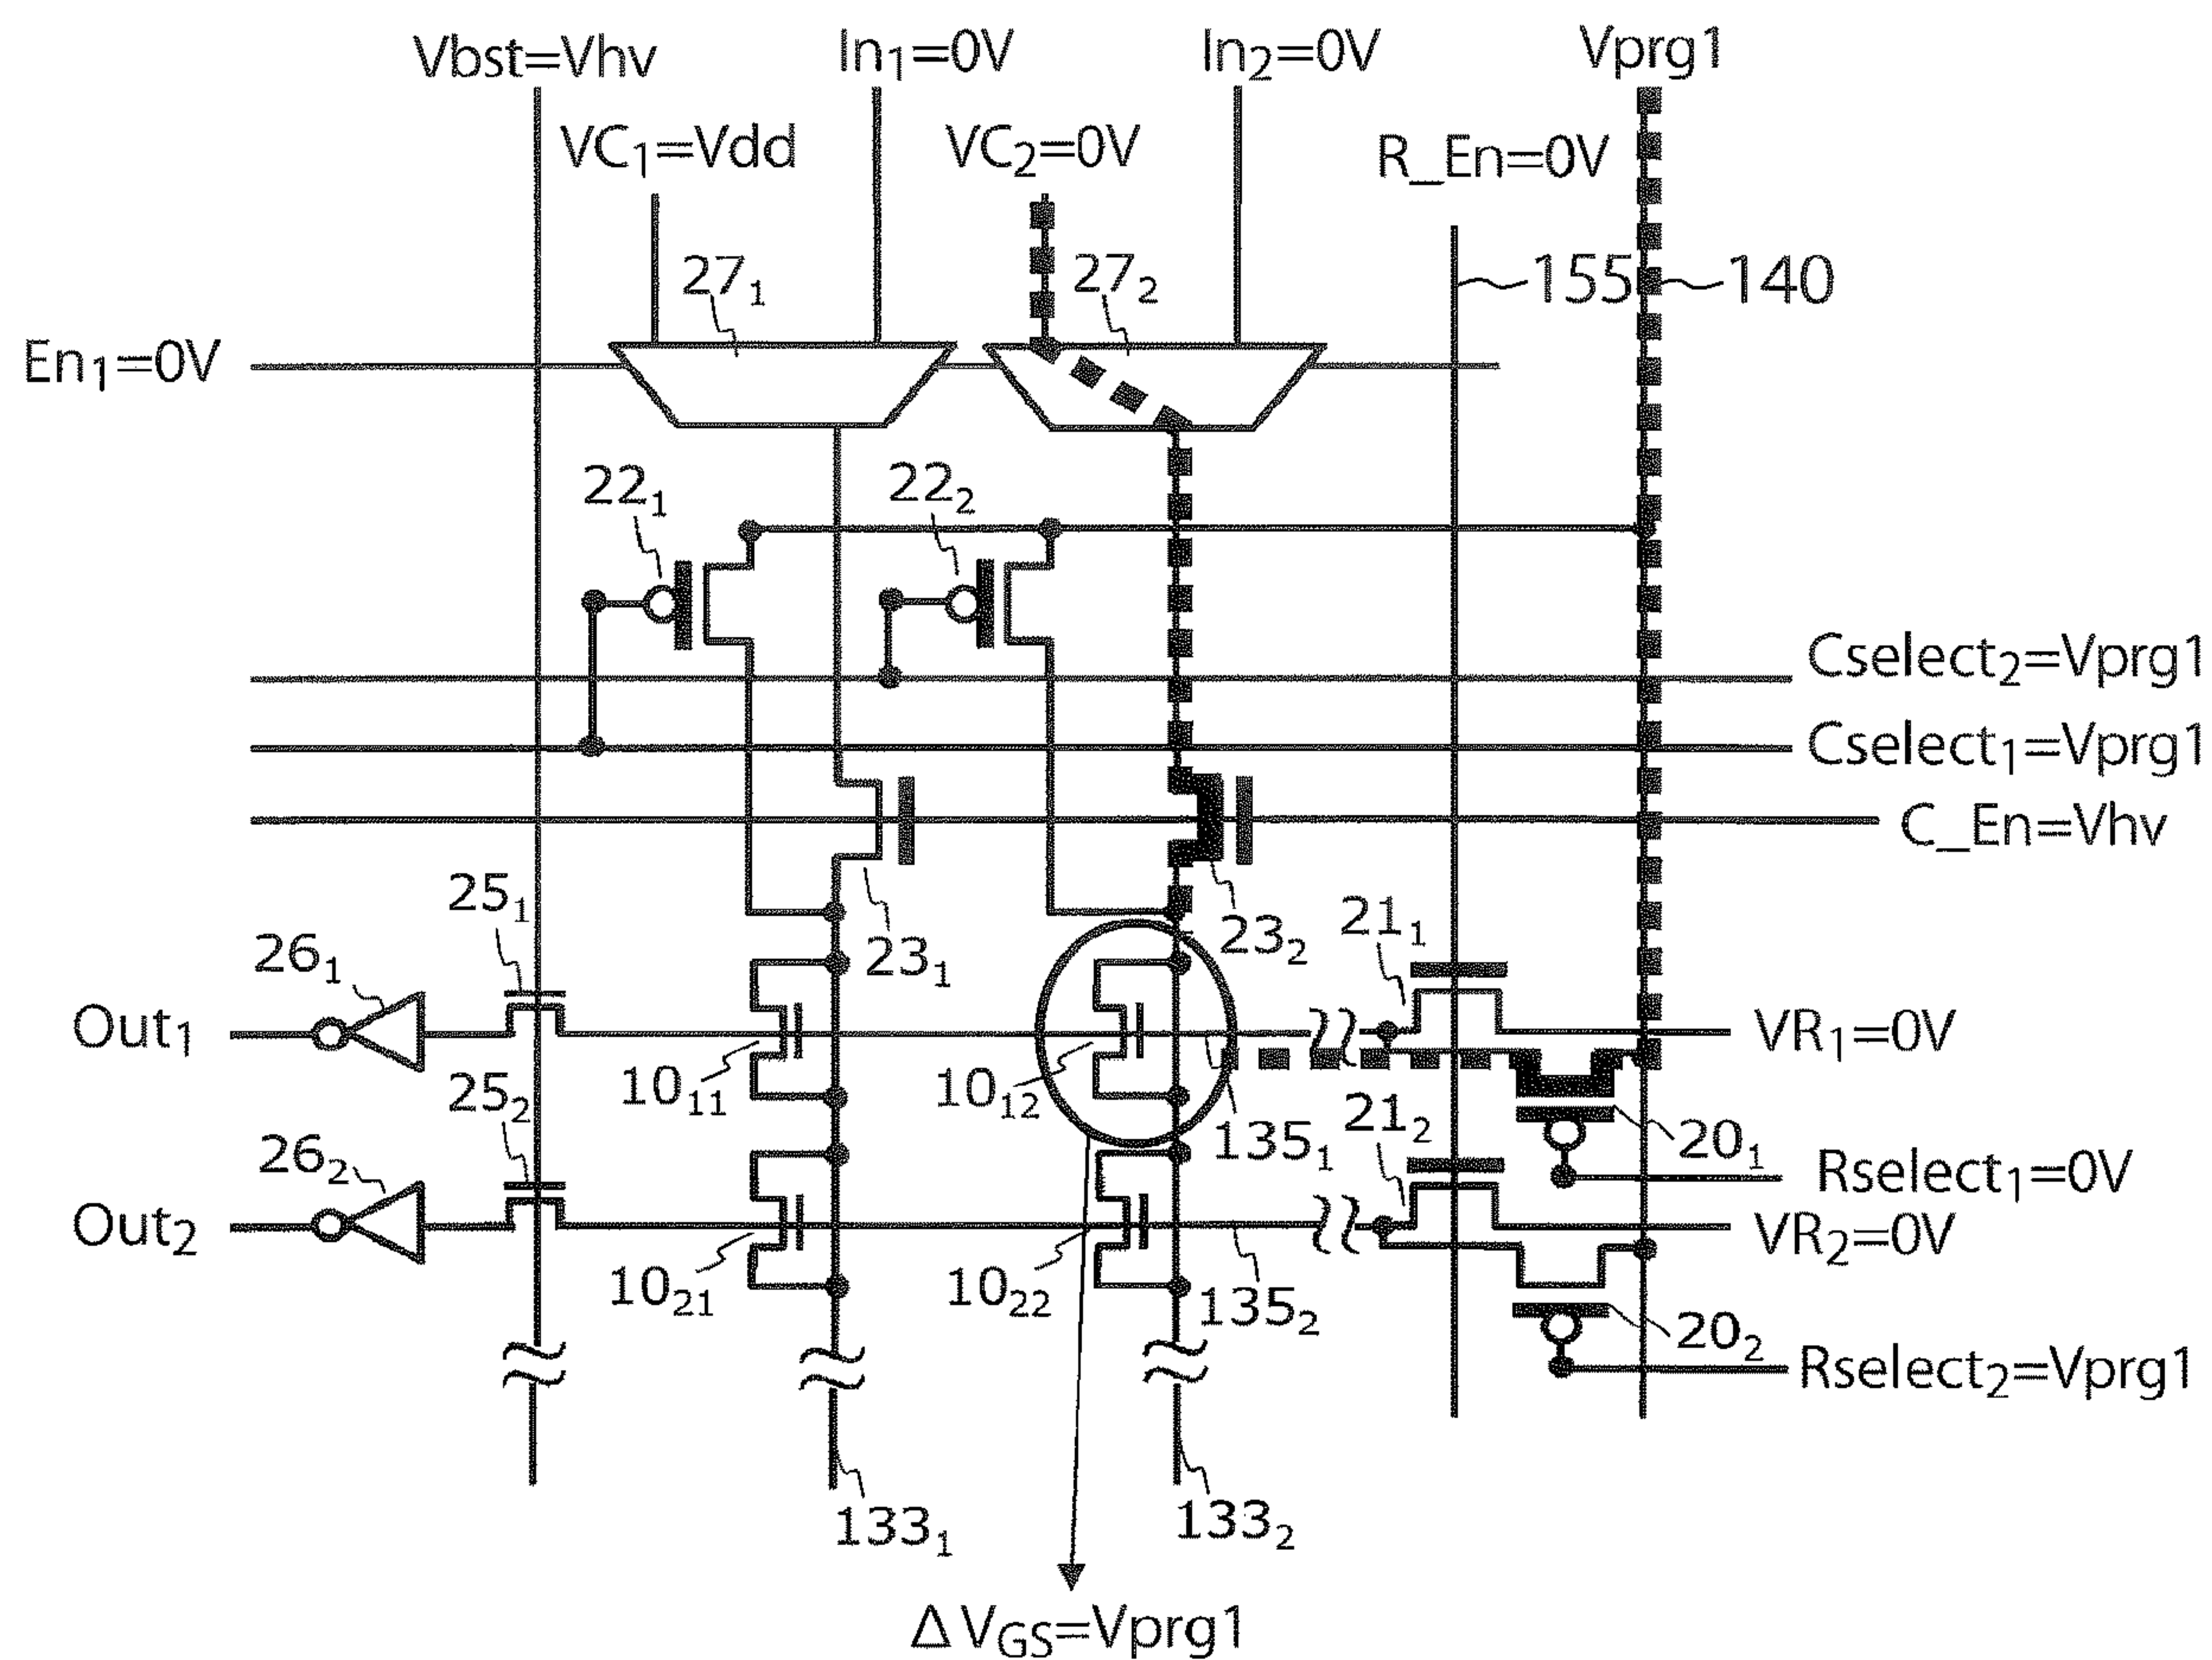 Vbst=Vhv
In₁=0V
In₂=0V
Vprg1
VC₁=Vdd
VC₂=0V
R_En=0V
27₁
27₂
155
140
En₁=0V
22₁
22₂
Cselect₂=Vprg1
Cselect₁=Vprg1
C_En=Vhv
25₁
26₁
23₁
23₂
21₁
Out₁
VR₁=0V
10₁₁
10₁₂
25₂
26₂
135₁
21₂
20₁
Rselect₁=0V
Out₂
VR₂=0V
10₂₁
10₂₂
135₂
20₂
Rselect₂=Vprg1
133₁
133₂
Δ V_GS=Vprg1